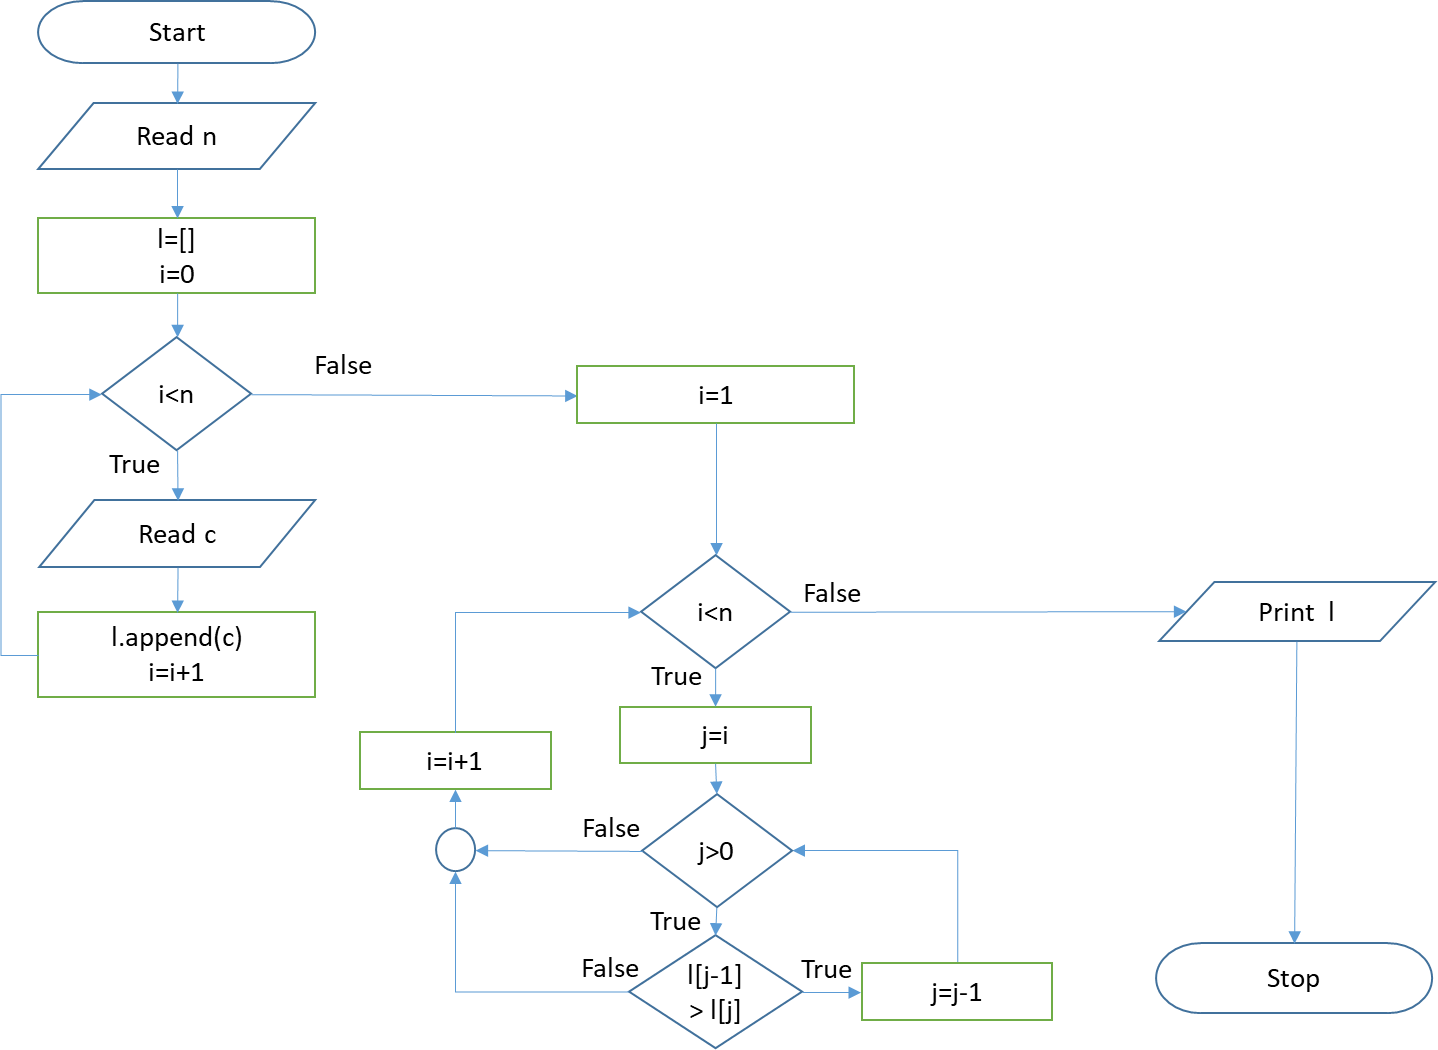 Start
Read n
l=[]
i=0
i<n
False
True
Read c
l.append(c)
i=i+1
i=1
i<n
False
True
j=i
j>0
False
True
l[j-1]
> l[j]
False
True
j=j-1
i=i+1
Print l
Stop